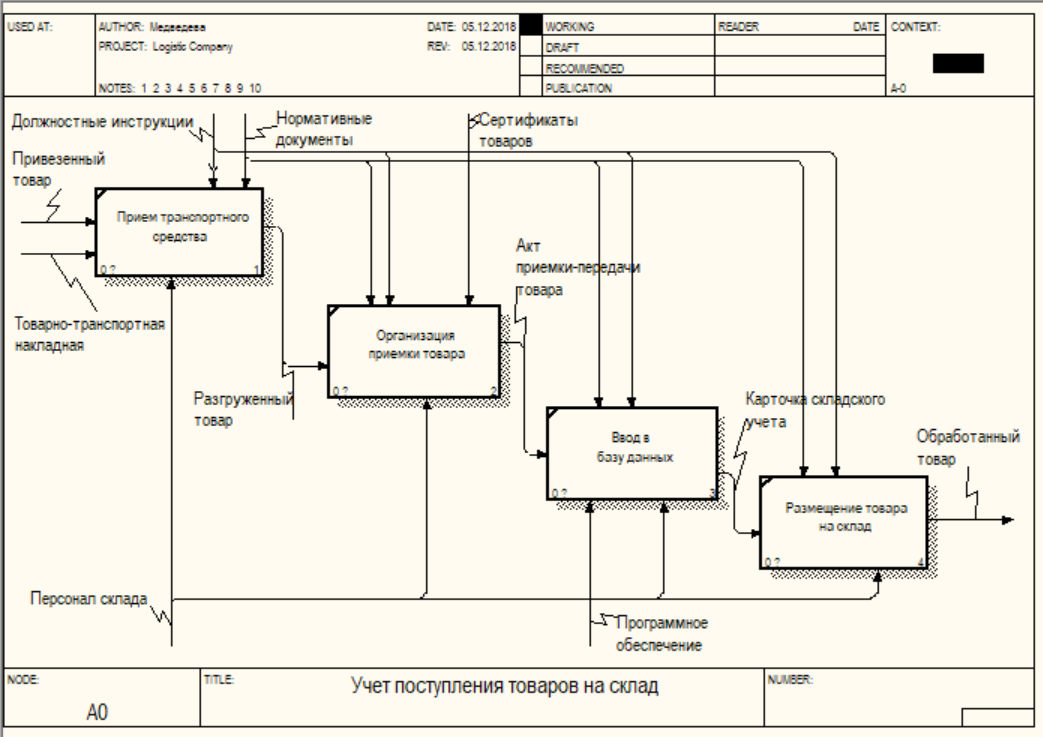 USED AT:
AUTHOR: Медведева
DATE: 05.12.2018
WORKING
READER
DATE
CONTEXT:
PROJECT: Logistic Company
REV: 05.12.2018
DRAFT
RECOMMENDED
NOTES: 1 2 3 4 5 6 7 8 9 10
PUBLICATION
A-0
Должностные инструкции
Нормативные
документы
Сертификаты
товаров
Привезенный
товар
Прием транспортного
средства
0 ?
1
Товарно-транспортная
накладная
Акт
приемки-передачи
товара
Организация
приемки товара
0 ?
2
Разгруженный
товар
Ввод в
базу данных
0 ?
3
Карточка складского
учета
Обработанный
товар
Размещение товара
на склад
0 ?
4
Персонал склада
Программное
обеспечение
NODE:
A0
TITLE:
Учет поступления товаров на склад
NUMBER: